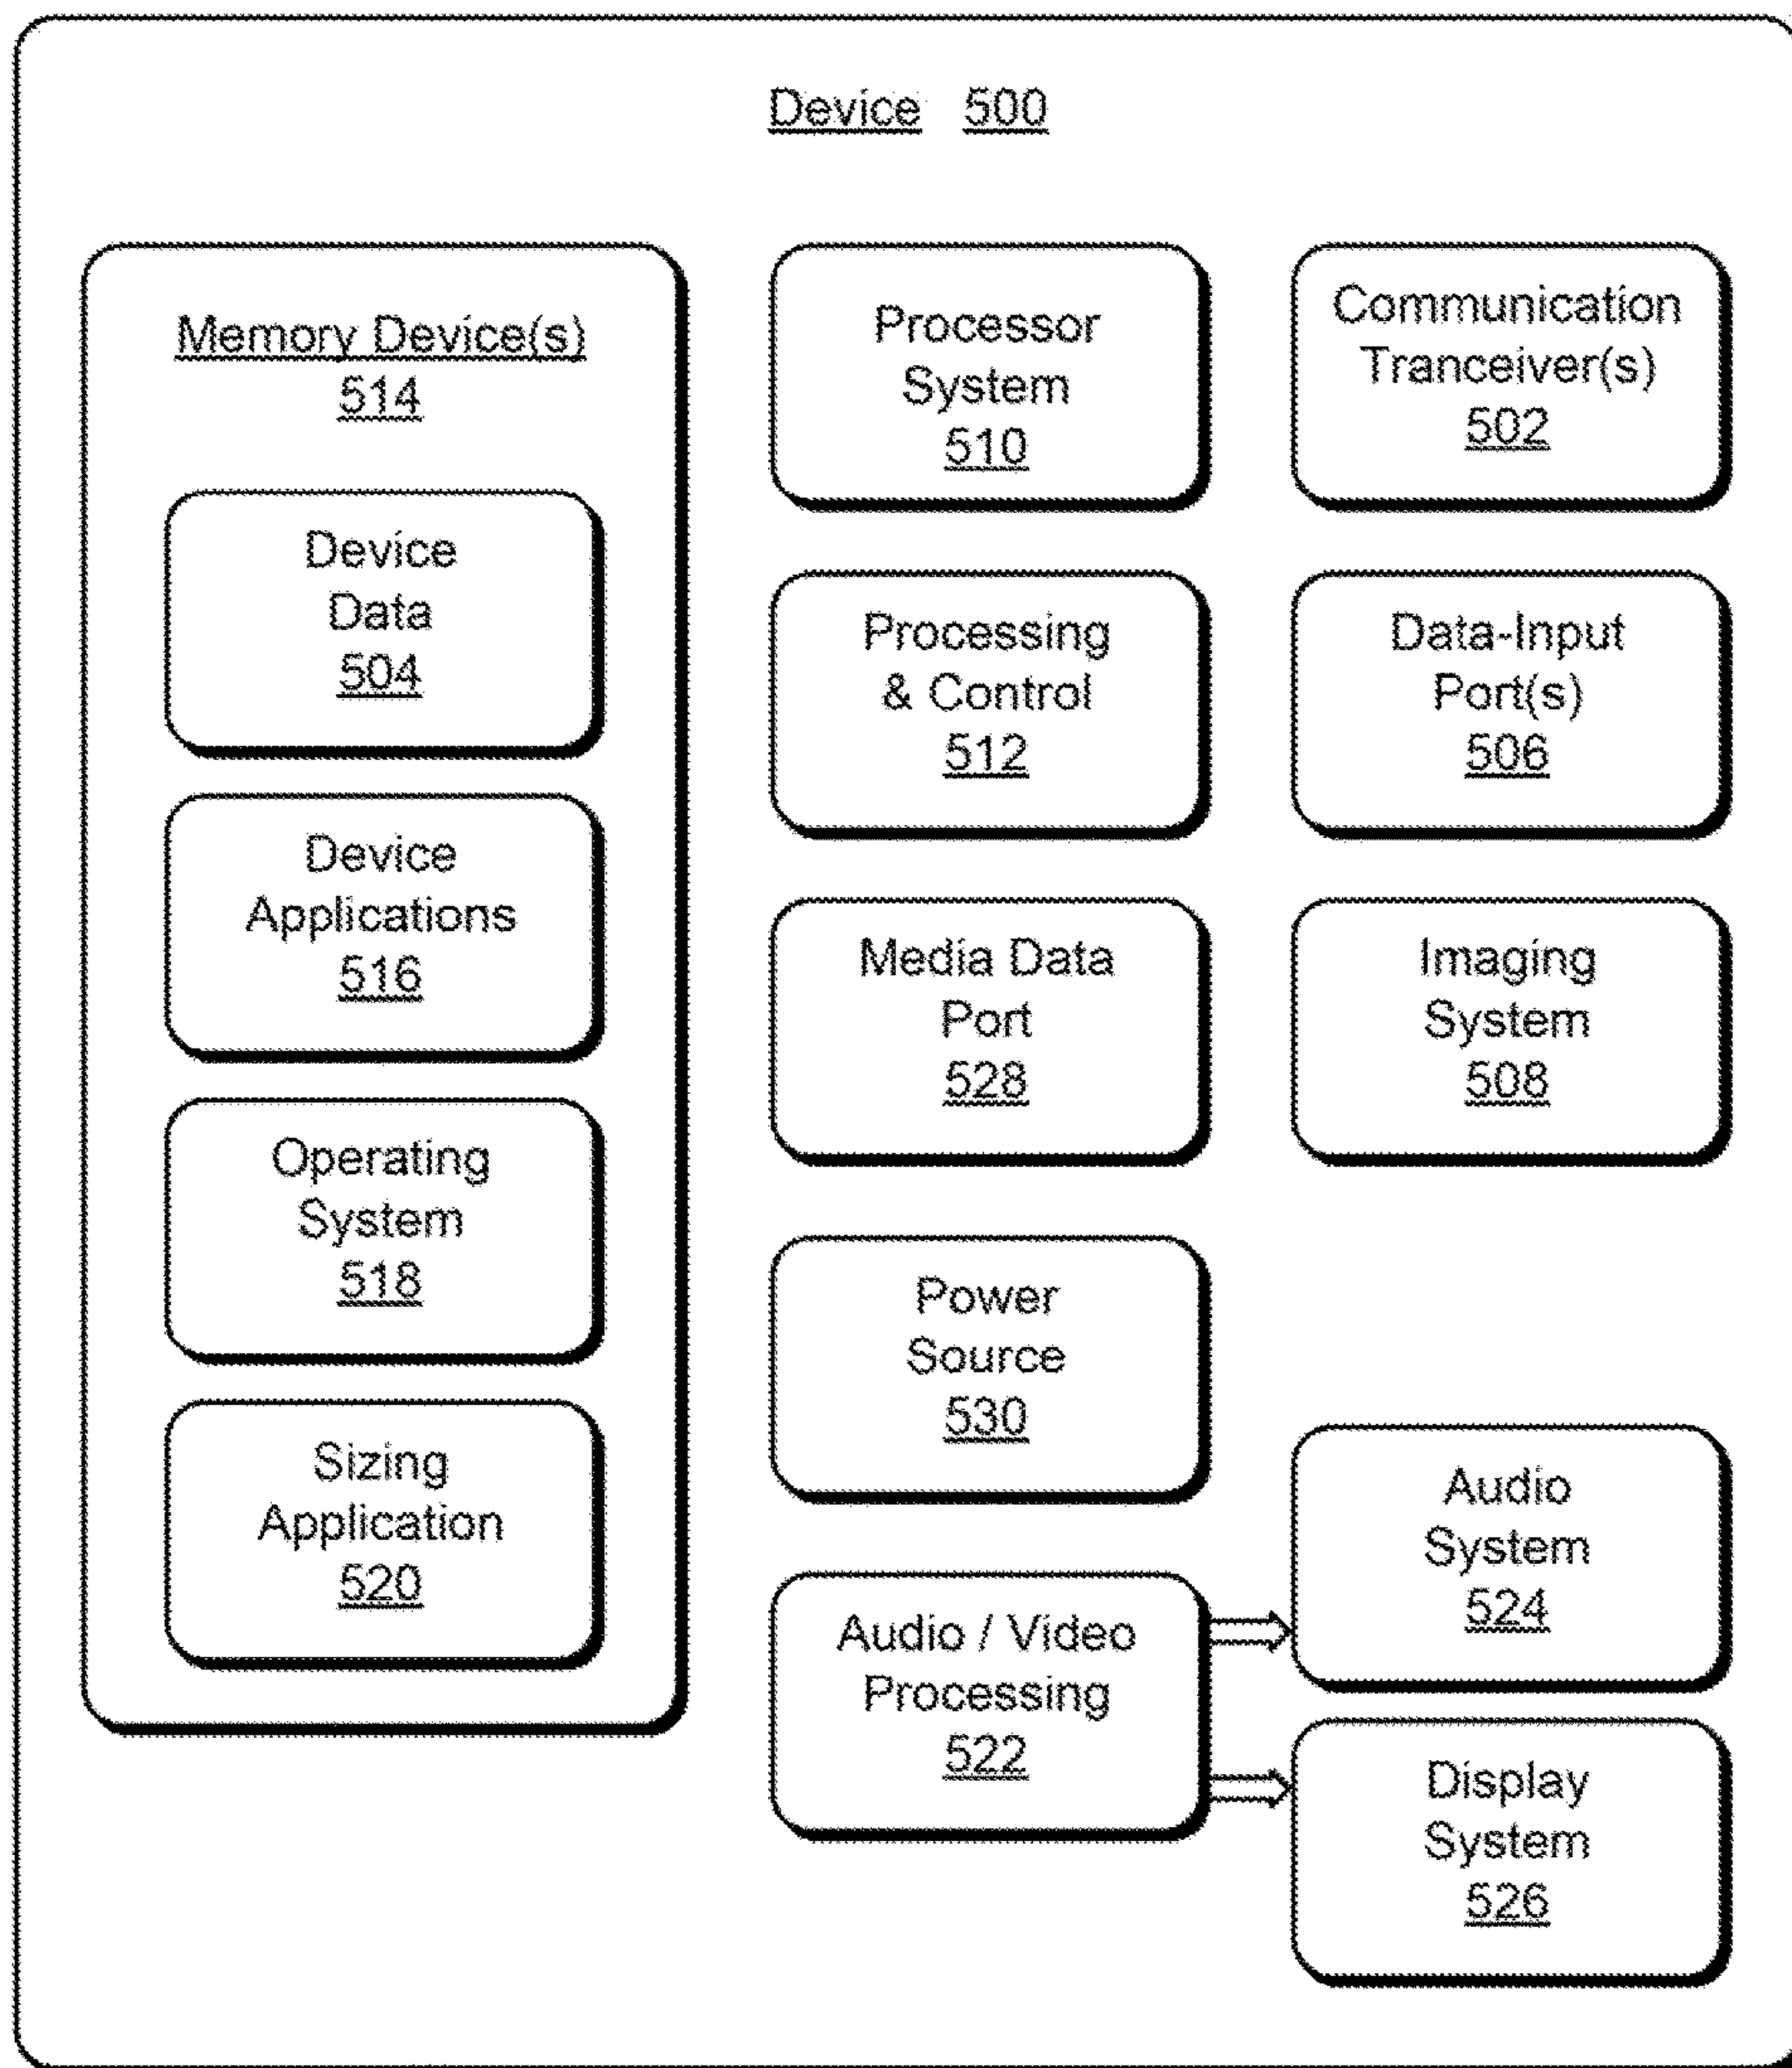 Device 500
Memory Device(s)
514
Device
Data
504
Device
Applications
516
Operating
System
518
Sizing
Application
520
Processor
System
510
Communication
Tranceiver(s)
502
Processing
& Control
512
Data-Input
Port(s)
506
Media Data
Port
528
Imaging
System
508
Power
Source
530
Audio / Video
Processing
522
Audio
System
524
Display
System
526